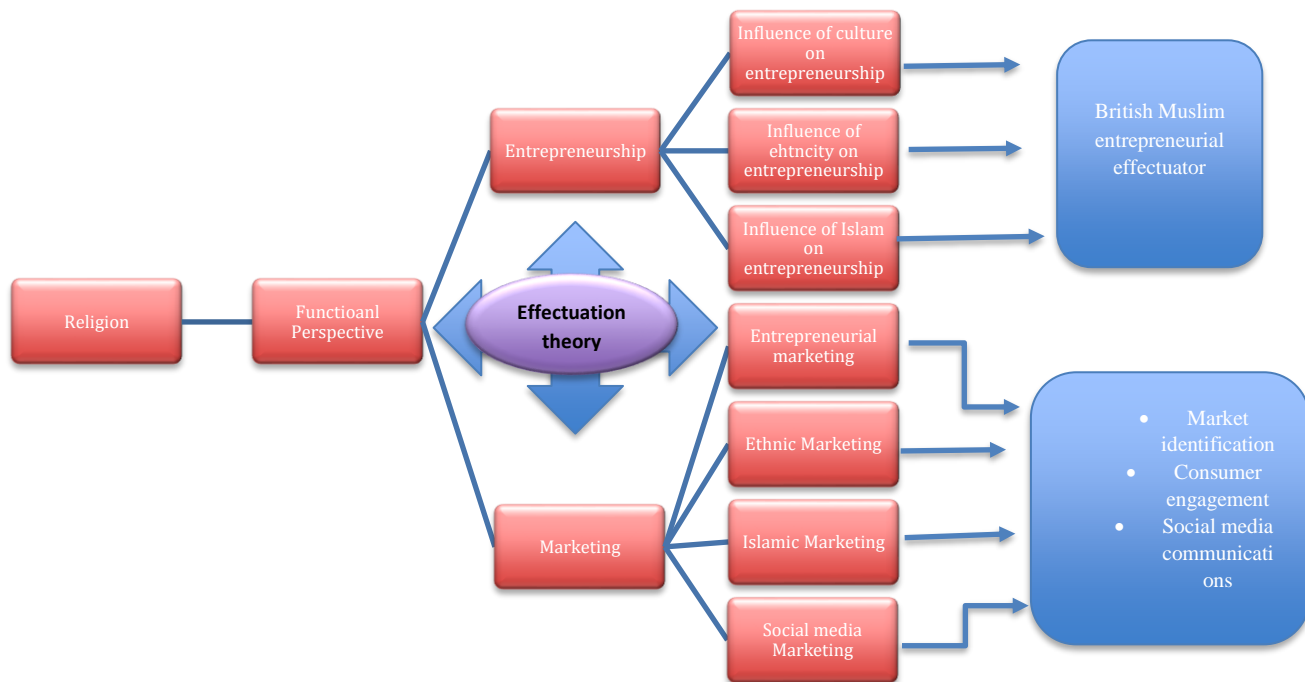 Religion
Functioanl
Perspective
Entrepreneurship
Effectuation
theory
Marketing
Influence of culture
on
entrepreneurship
Influence of
ehtncity on
entrepreneurship
Influence of Islam
on
entrepreneurship
Entrepreneurial
marketing
Ethnic Marketing
Islamic Marketing
Social media
Marketing
British Muslim
entrepreneurial
effectuator
• Market
identification
• Consumer
engagement
• Social media
communicati
ons